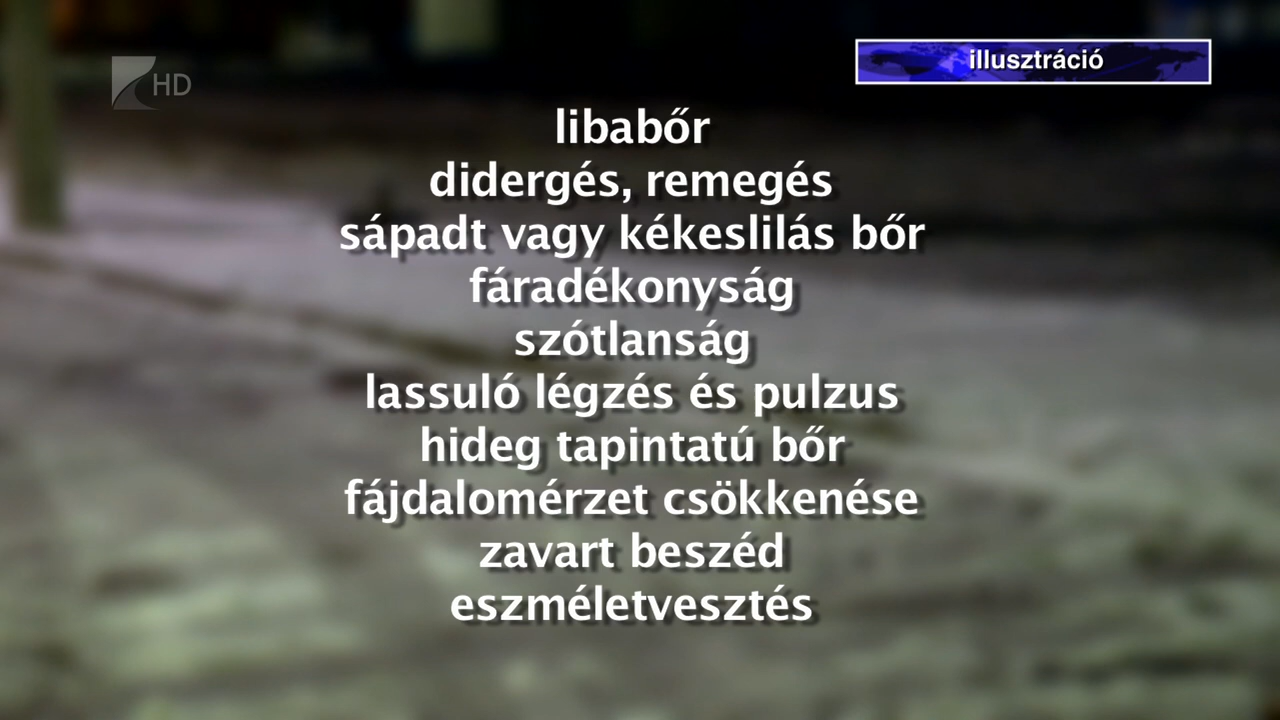 HD
illusztráció
libabőr
didergés, remegés
sápadt vagy kékeslilás bőr
fáradékonyság
szótlanság
lassuló légzés és pulzus
hideg tapintatú bőr
fájdalomérzet csökkenése
zavart beszéd
eszméletvesztés